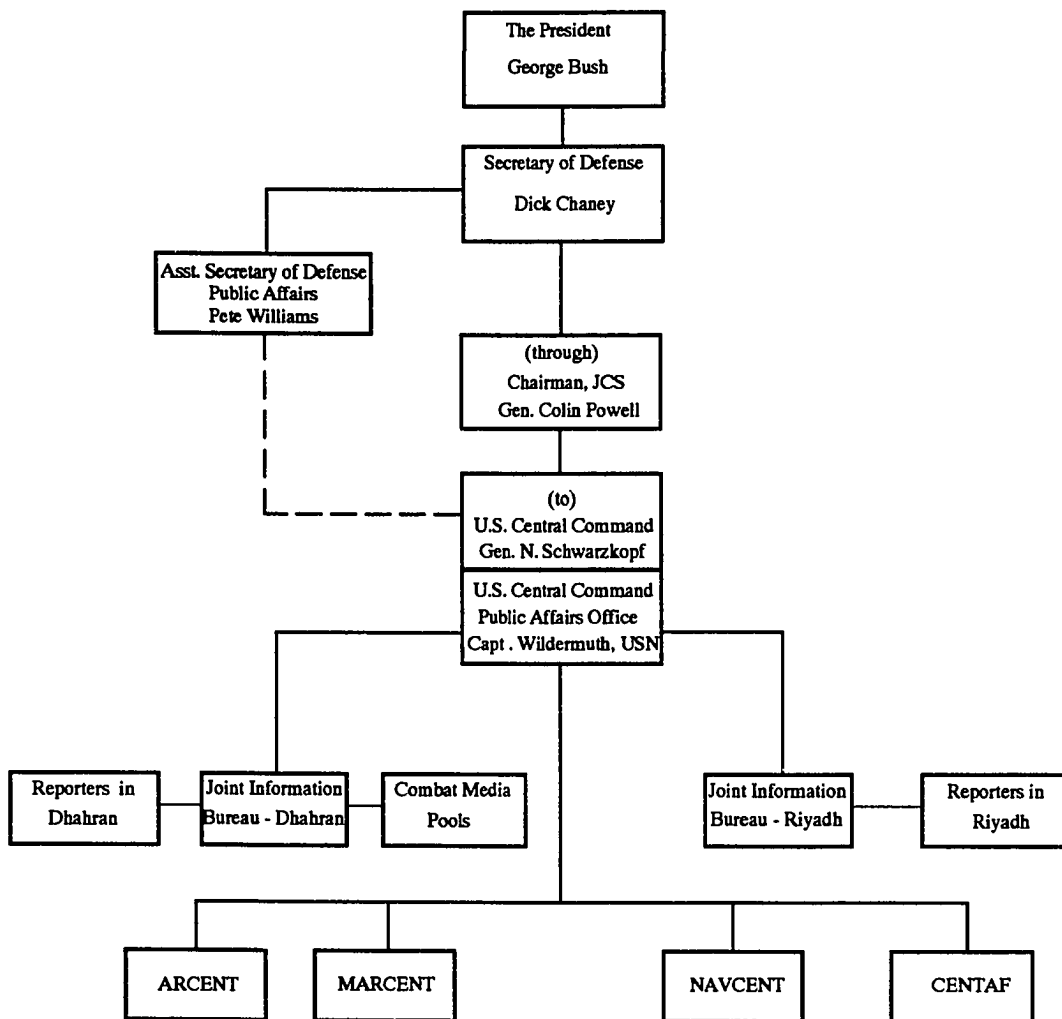 The President
George Bush
Secretary of Defense
Dick Chaney
Asst. Secretary of Defense
Public Affairs
Pete Williams
(through)
Chairman, JCS
Gen. Colin Powell
(to)
U.S. Central Command
Gen. N. Schwarzkopf
U.S. Central Command
Public Affairs Office
Capt . Wildermuth, USN
Reporters in
Dhahran
Joint Information
Bureau - Dhahran
Combat Media
Pools
Joint Information
Bureau - Riyadh
Reporters in
Riyadh
ARCENT
MARCENT
NAVCENT
CENTAF